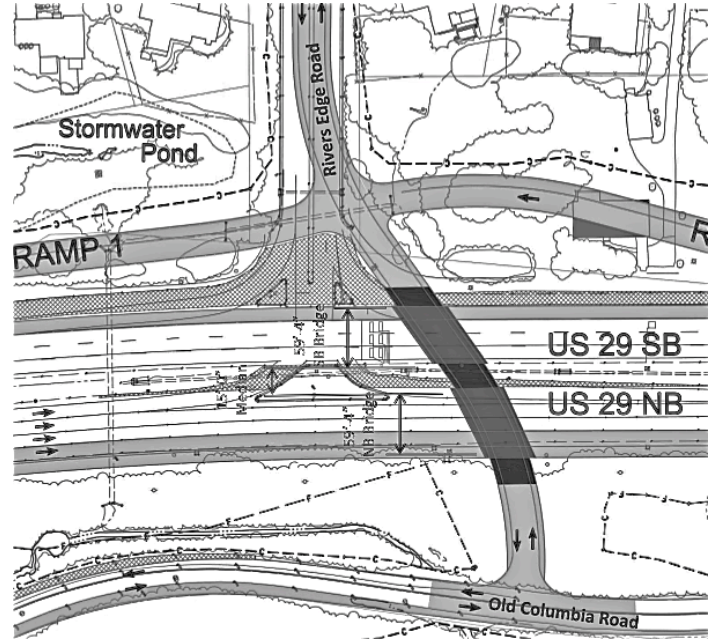 Rivers Edge Road
Stormwater
Pond
RAMP 1
R
59'-4"
SB Bridge
US 29 SB
Median
US 29 NB
59'-4"
NB Bridge
Old Columbia Road